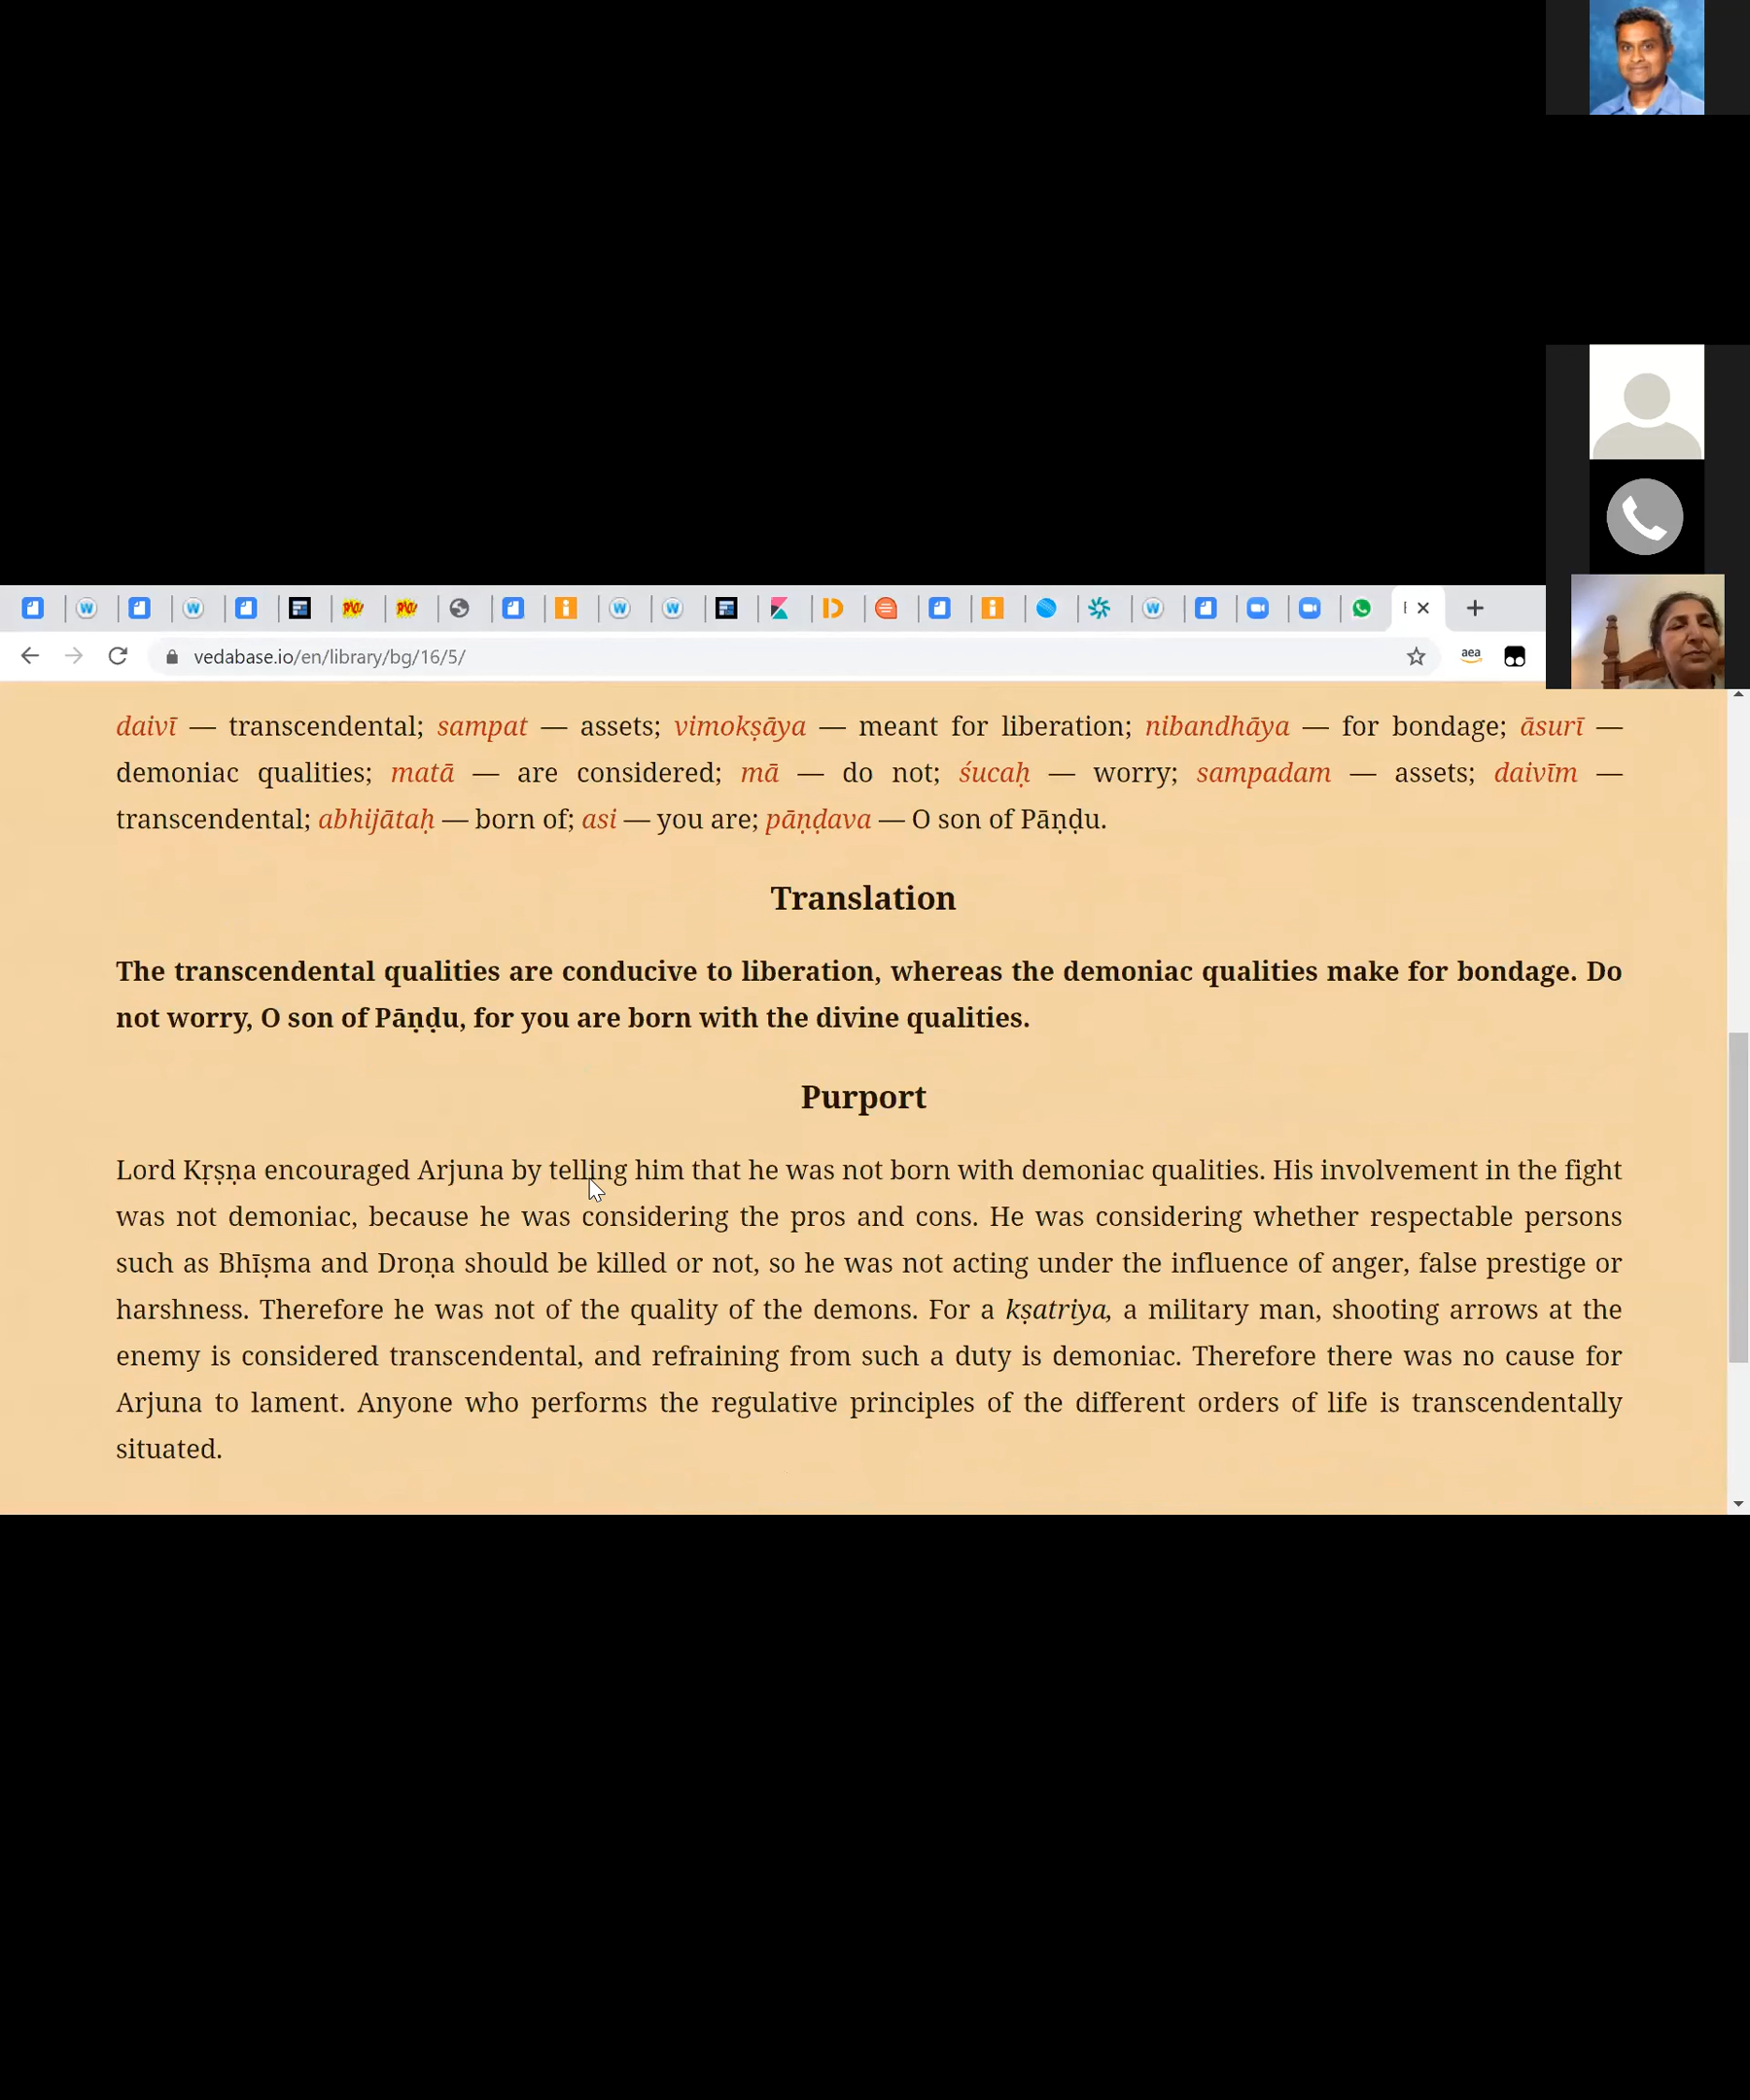 vedabase.io/en/library/bg/16/5/
aea
daivī — transcendental; sampat — assets; vimokṣāya — meant for liberation; nibandhāya — for bondage; āsurī —
demoniac qualities; matā — are considered; mā — do not; śucaḥ — worry; sampadam — assets; daivīm —
transcendental; abhijātaḥ — born of; asi — you are; pāṇḍava — O son of Pāṇḍu.
Translation
The transcendental qualities are conducive to liberation, whereas the demoniac qualities make for bondage. Do
not worry, O son of Pāṇḍu, for you are born with the divine qualities.
Purport
Lord Kṛṣṇa encouraged Arjuna by telling him that he was not born with demoniac qualities. His involvement in the fight
was not demoniac, because he was considering the pros and cons. He was considering whether respectable persons
such as Bhīṣma and Droṇa should be killed or not, so he was not acting under the influence of anger, false prestige or
harshness. Therefore he was not of the quality of the demons. For a kṣatriya, a military man, shooting arrows at the
enemy is considered transcendental, and refraining from such a duty is demoniac. Therefore there was no cause for
Arjuna to lament. Anyone who performs the regulative principles of the different orders of life is transcendentally
situated.